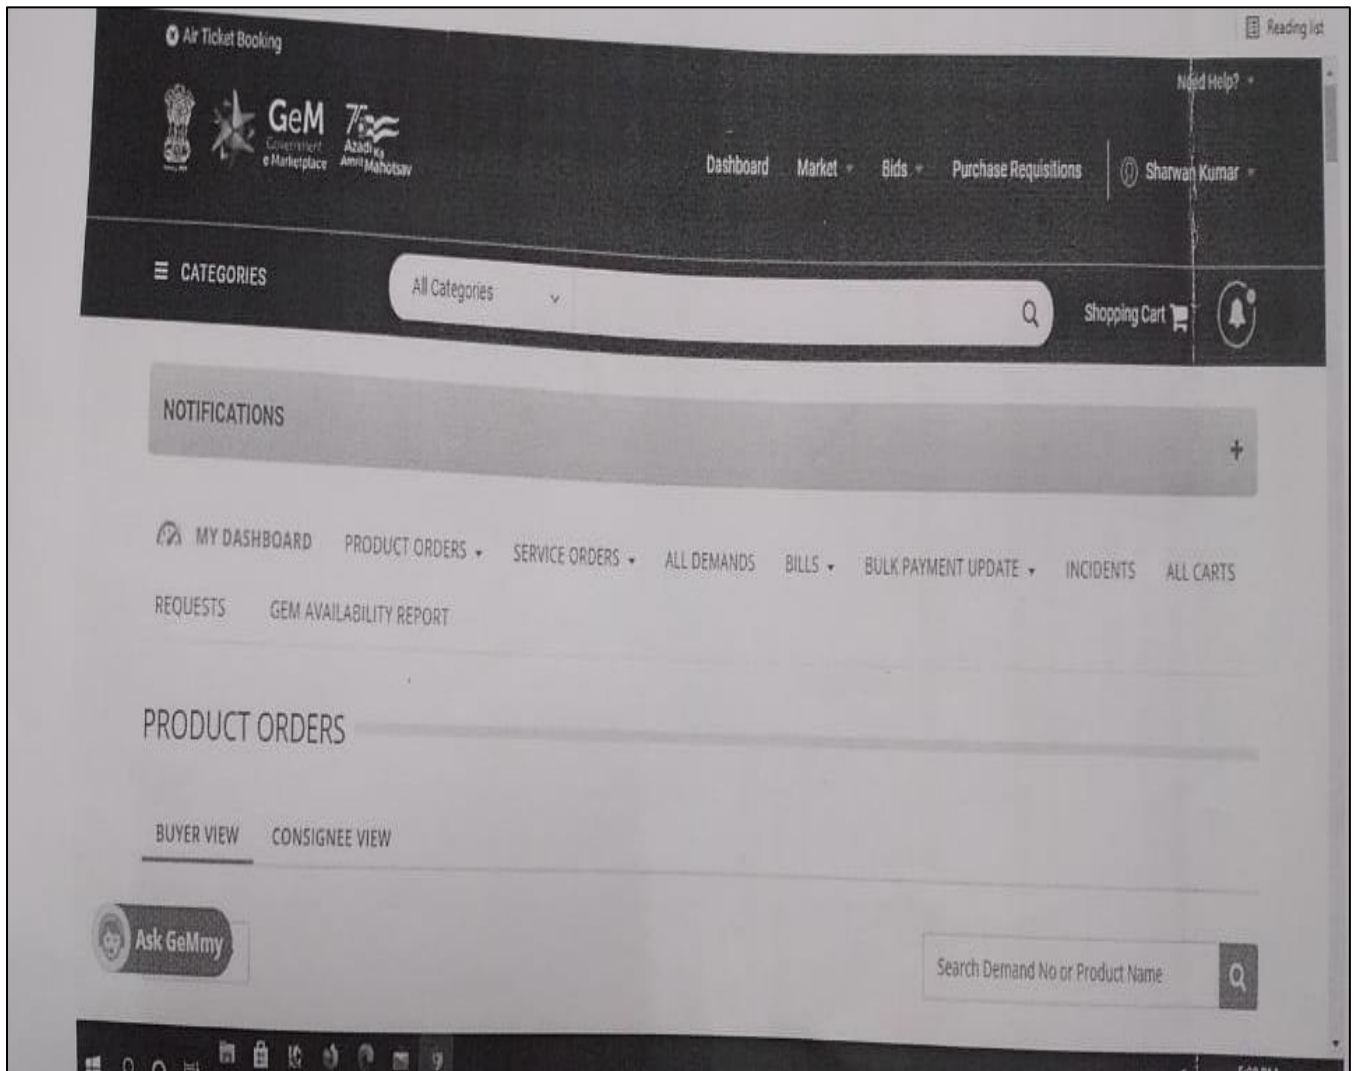 Reading list
Air Ticket Booking
Need Help?
GeM
Government
e Marketplace
75
Azadi Ka
Amrit Mahotsav
Dashboard Market Bids Purchase Requisitions Sharwan Kumar
CATEGORIES All Categories Shopping Cart
NOTIFICATIONS +
MY DASHBOARD PRODUCT ORDERS SERVICE ORDERS ALL DEMANDS BILLS BULK PAYMENT UPDATE INCIDENTS ALL CARTS
REQUESTS GEM AVAILABILITY REPORT
PRODUCT ORDERS
BUYER VIEW CONSIGNEE VIEW
Ask GeMmy
Search Demand No or Product Name